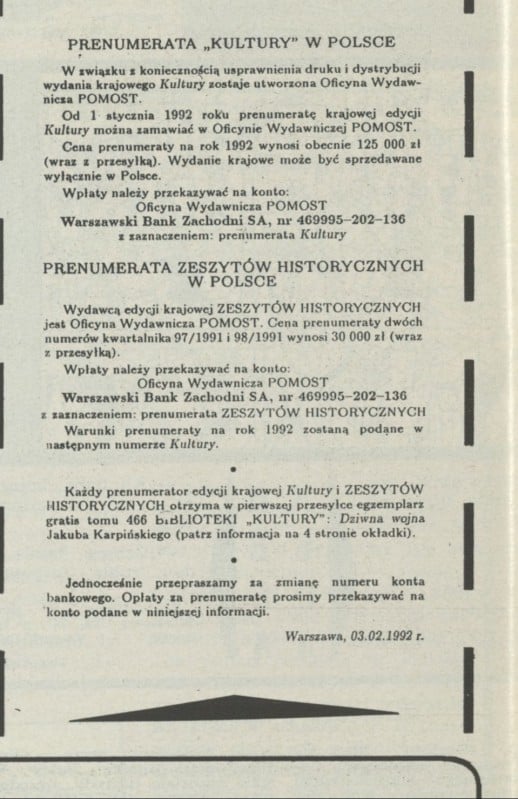 PRENUMERATA „KULTURY” W POLSCE
W związku z koniecznością usprawnienia druku i dystrybucji
wydania krajowego Kultury zostaje utworzona Oficyna Wydaw-
nicza POMOST.
Od 1 stycznia 1992 roku prenumeratę krajowej edycji
Kultury można zamawiać w Oficynie Wydawniczej POMOST.
Cena prenumeraty na rok 1992 wynosi obecnie 125 000 zł
(wraz z przesyłką). Wydanie krajowe może być sprzedawane
wyłącznie w Polsce.
Wpłaty należy przekazywać na konto:
Oficyna Wydawnicza POMOST
Warszawski Bank Zachodni SA, nr 469995-202-136
z zaznaczeniem: prenumerata Kultury
PRENUMERATA ZESZYTÓW HISTORYCZNYCH
W POLSCE
Wydawcą edycji krajowej ZESZYTÓW HISTORYCZNYCH
jest Oficyna Wydawnicza POMOST. Cena prenumeraty dwóch
numerów kwartalnika 97/1991 i 98/1991 wynosi 30 000 zł (wraz
z przesyłką).
Wpłaty należy przekazywać na konto:
Oficyna Wydawnicza POMOST
Warszawski Bank Zachodni SA, nr 469995-202-136
z zaznaczeniem: prenumerata ZESZYTÓW HISTORYCZNYCH
Warunki prenumeraty na rok 1992 zostaną podane w
następnym numerze Kultury.
•
Każdy prenumerator edycji krajowej Kultury i ZESZYTÓW
HISTORYCZNYCH otrzyma w pierwszej przesyłce egzemplarz
gratis tomu 466 BIBLIOTEKI „KULTURY”: Dziwna wojna
Jakuba Karpińskiego (patrz informacja na 4 stronie okładki).
•
Jednocześnie przepraszamy za zmianę numeru konta
bankowego. Opłaty za prenumeratę prosimy przekazywać na
konto podane w niniejszej informacji.
Warszawa, 03.02.1992 r.